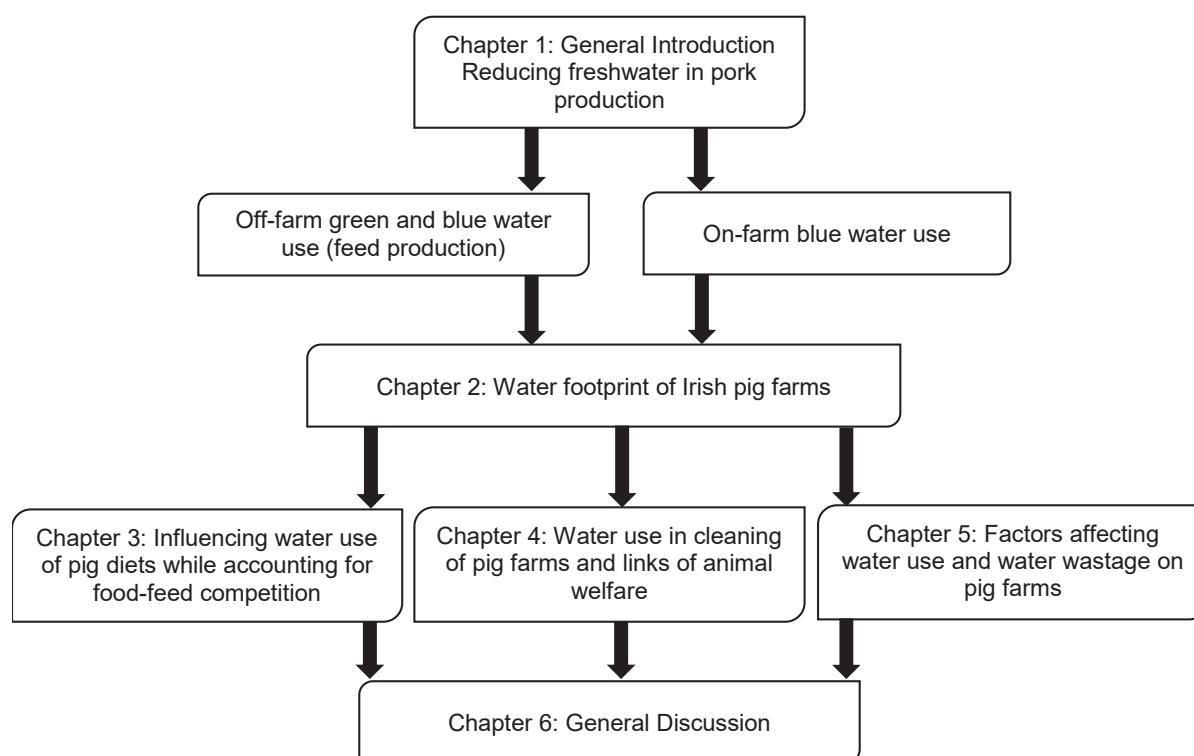 Chapter 1: General Introduction
Reducing freshwater in pork
production
Off-farm green and blue water
use (feed production)
On-farm blue water use
Chapter 2: Water footprint of Irish pig farms
Chapter 3: Influencing water use
of pig diets while accounting for
food-feed competition
Chapter 4: Water use in cleaning
of pig farms and links of animal
welfare
Chapter 5: Factors affecting
water use and water wastage on
pig farms
Chapter 6: General Discussion